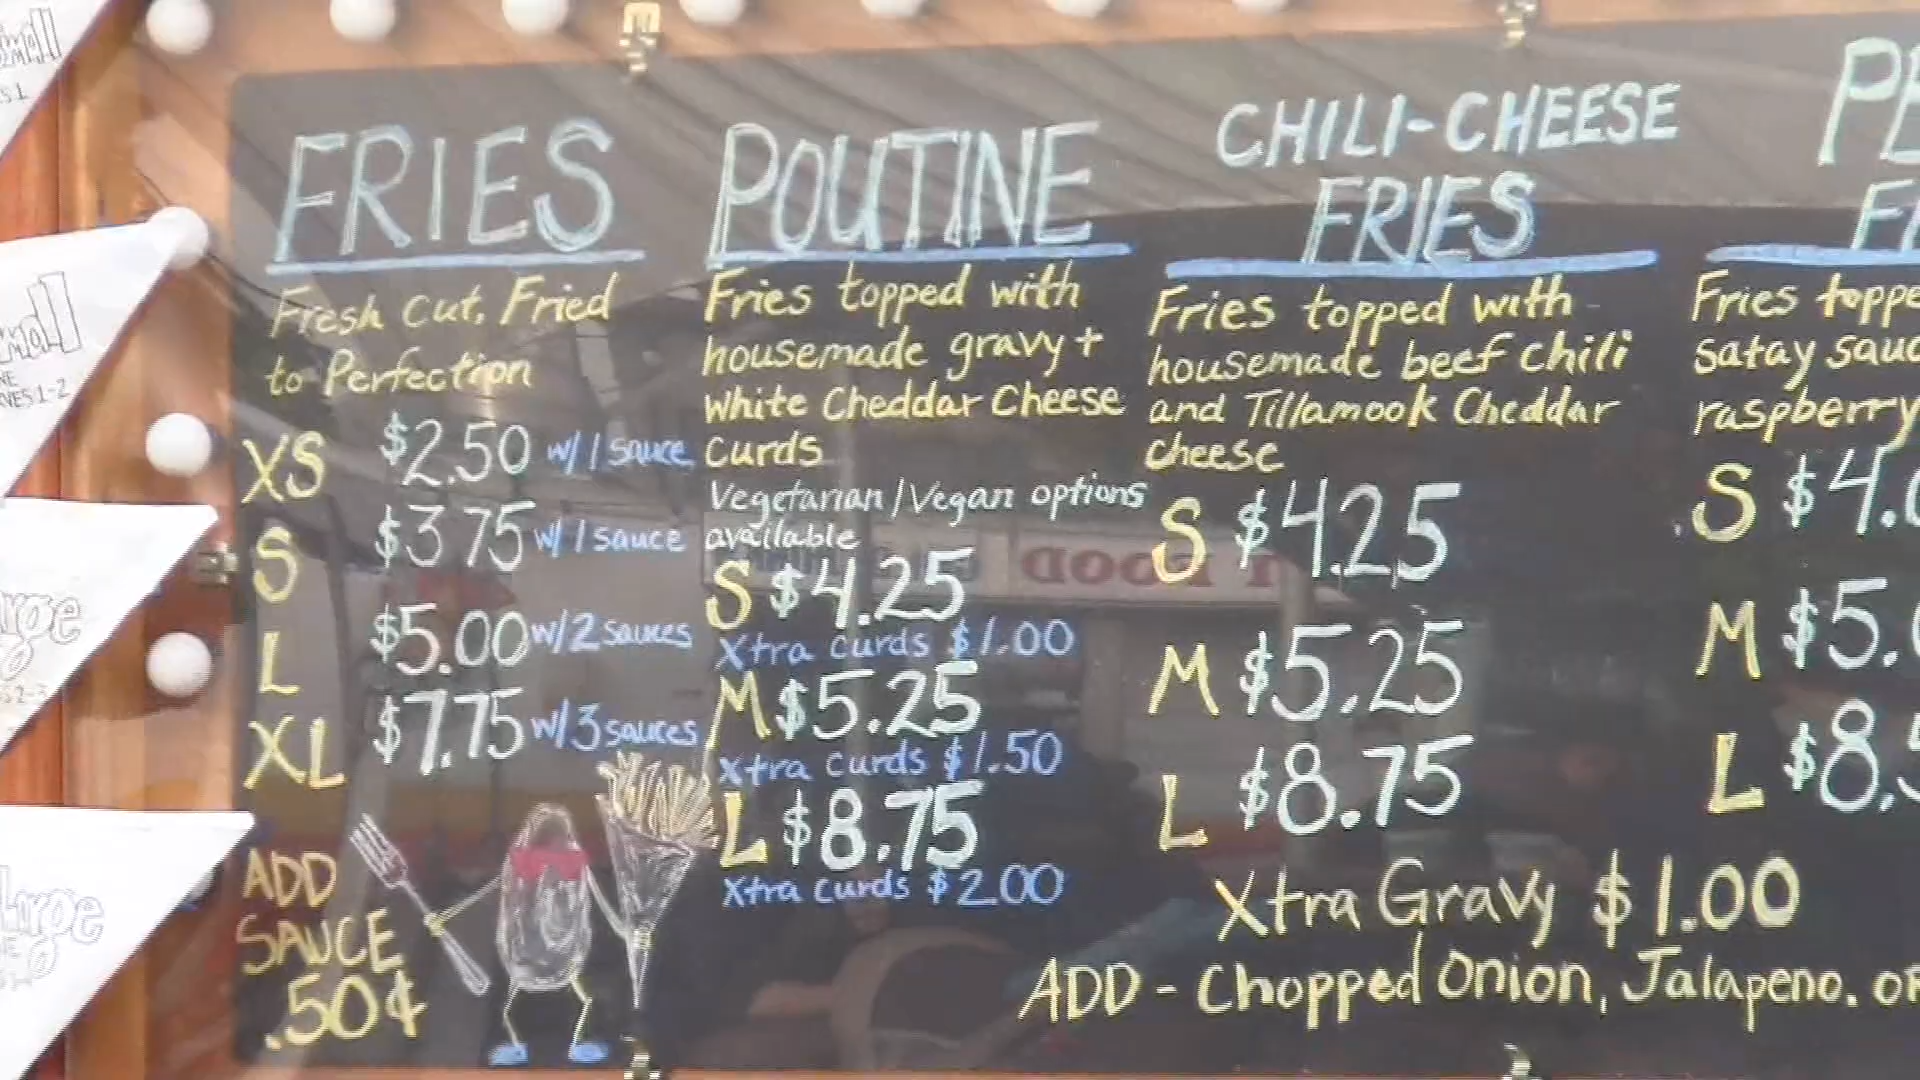 FRIES
Fresh Cut, Fried
to Perfection
XS $2.50 w/ 1 sauce
S $3.75 w/ 1 sauce
L $5.00 w/2 sauces
XL $7.75 w/3 sauces
ADD
SAUCE
.50¢
POUTINE
Fries topped with
housemade gravy +
White Cheddar Cheese
Curds
Vegetarian/Vegan options
available
S $4.25
Xtra curds $1.00
M $5.25
Xtra curds $1.50
L $8.75
Xtra curds $2.00
CHILI-CHEESE
FRIES
Fries topped with
housemade beef chili
and Tillamook Cheddar
cheese
S $4.25
M $5.25
L $8.75
Xtra Gravy $1.00
ADD - Chopped Onion, Jalapeno. or
Fries
satay
raspberry
S
M
L